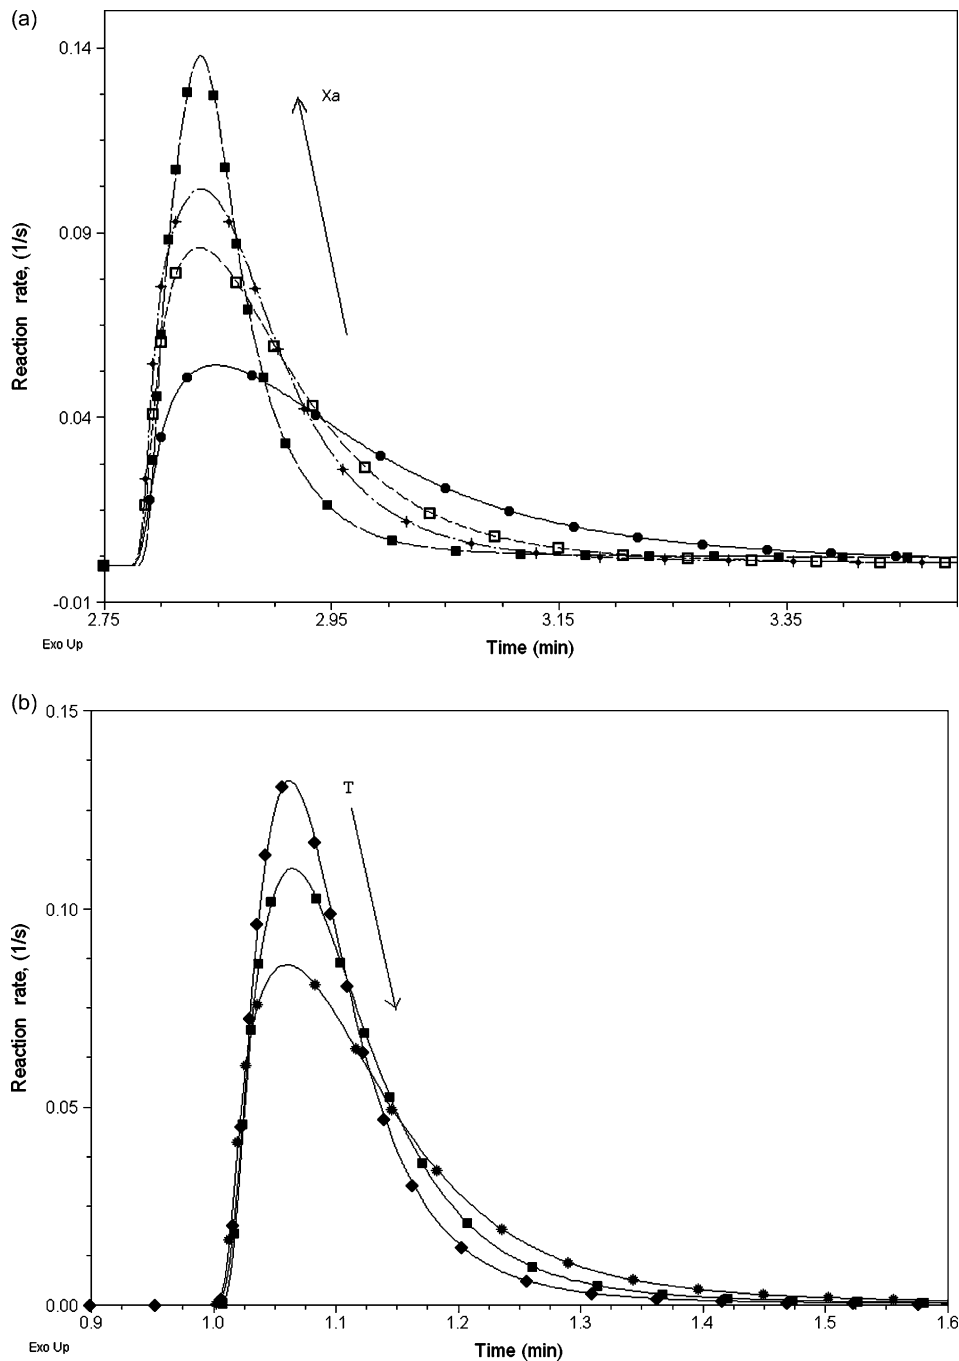 (a)
0.14
Xa
0.09
Reaction rate, (1/s)
0.04
-0.01
2.75 2.95 3.15 3.35
Exo Up
Time (min)
(b)
0.15
T
0.10
Reaction rate, (1/s)
0.05
0.00
0.9 1.0 1.1 1.2 1.3 1.4 1.5 1.6
Exo Up
Time (min)